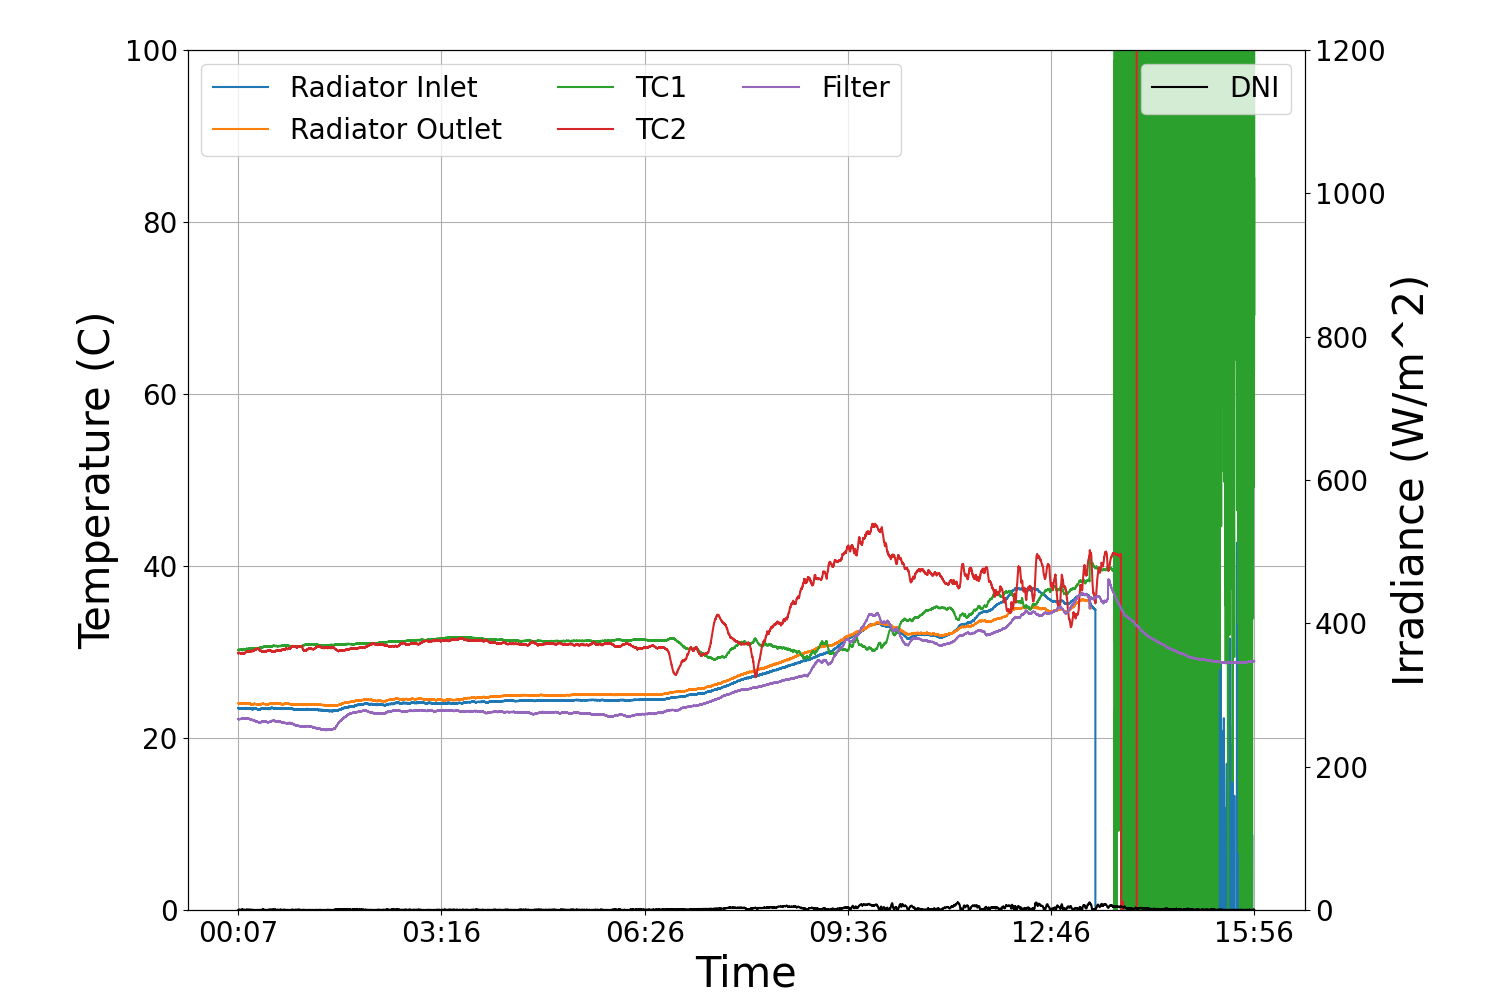 100
80
60
40
20
0
Temperature (C)
Radiator Inlet
Radiator Outlet
TC1
TC2
Filter
DNI
1200
1000
800
600
400
200
0
Irradiance (W/m^2)
00:07 03:16 06:26 09:36 12:46 15:56
Time